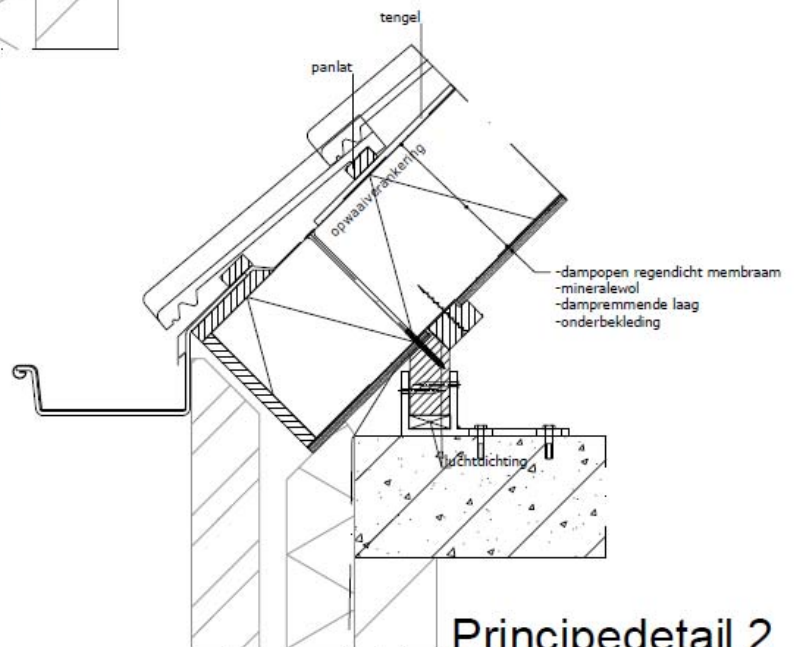 tengel
panlat
opwaaiverankering
-dampopen regendicht membraam
-mineralewol
-dampremmende laag
-onderbekleding
luchtdichting
Principedetail 2